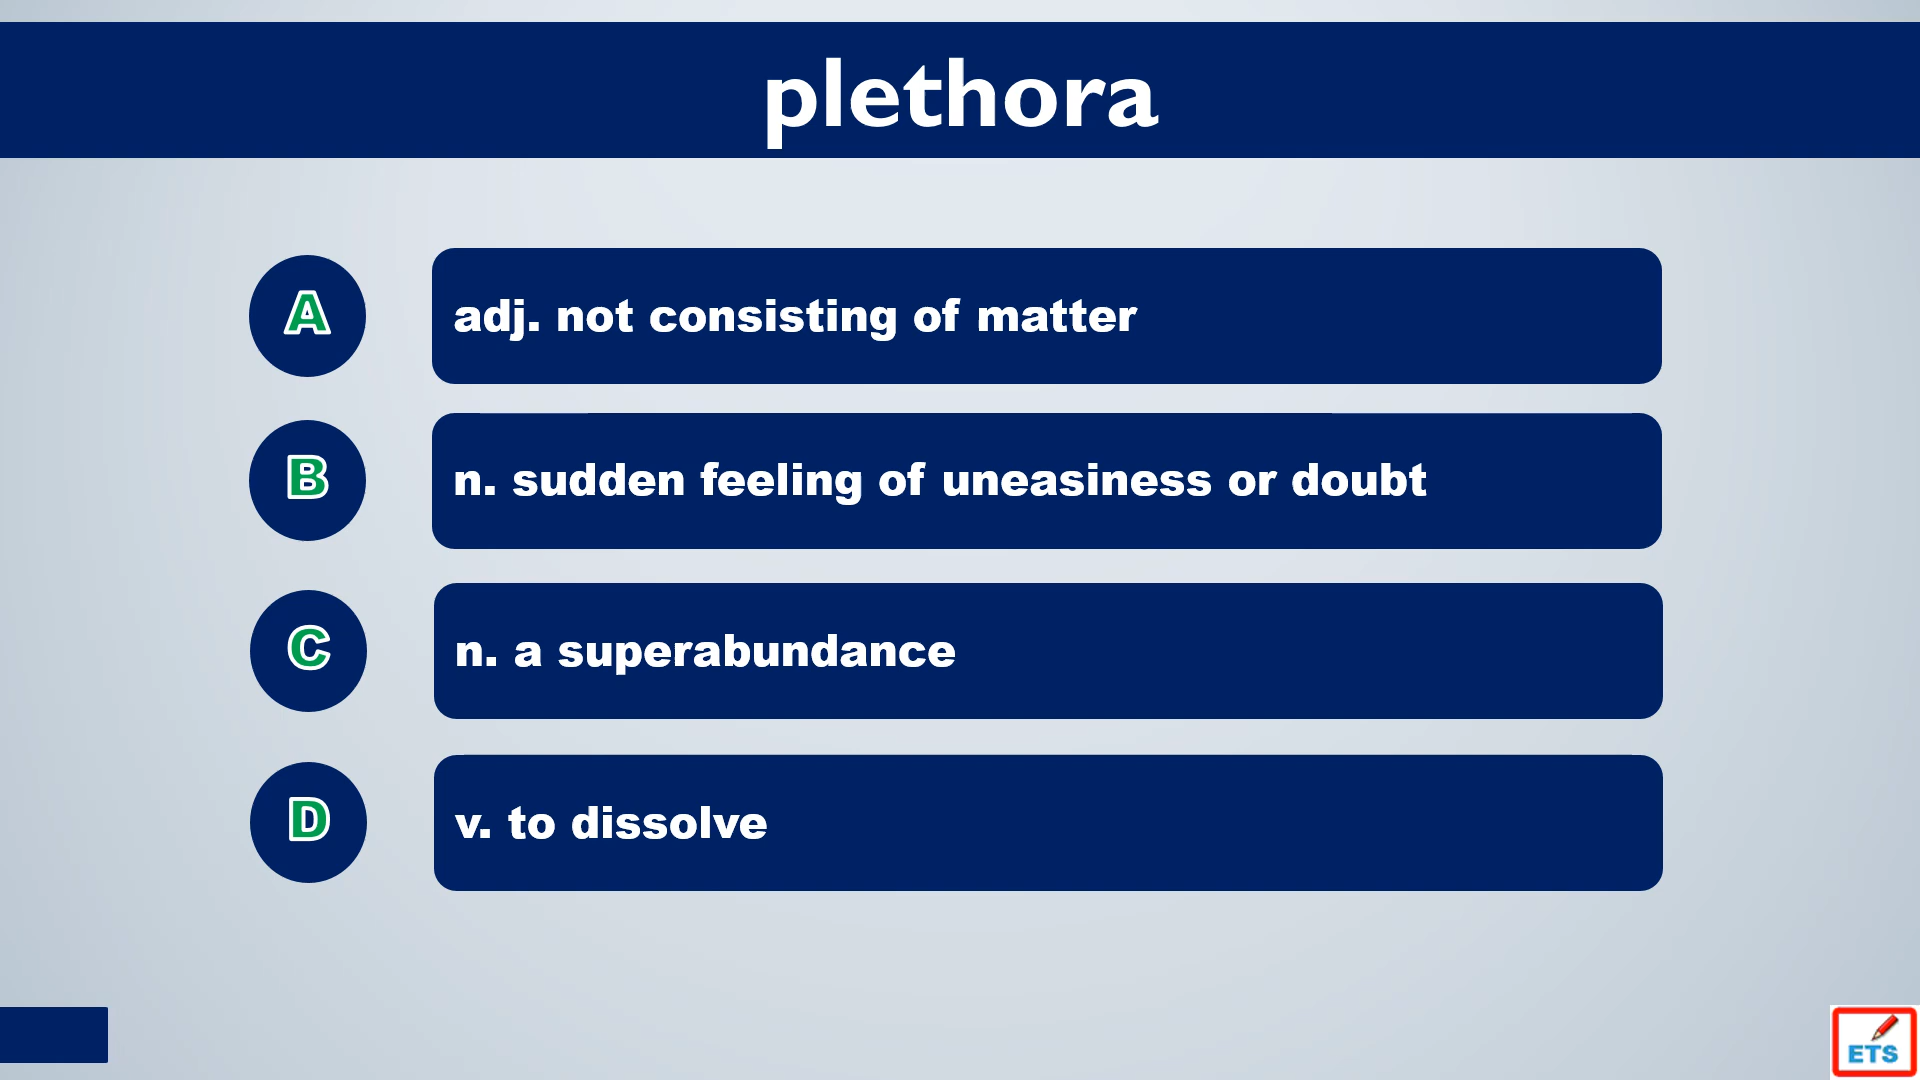 plethora
A
adj. not consisting of matter
B
n. sudden feeling of uneasiness or doubt
C
n. a superabundance
D
v. to dissolve
ETS